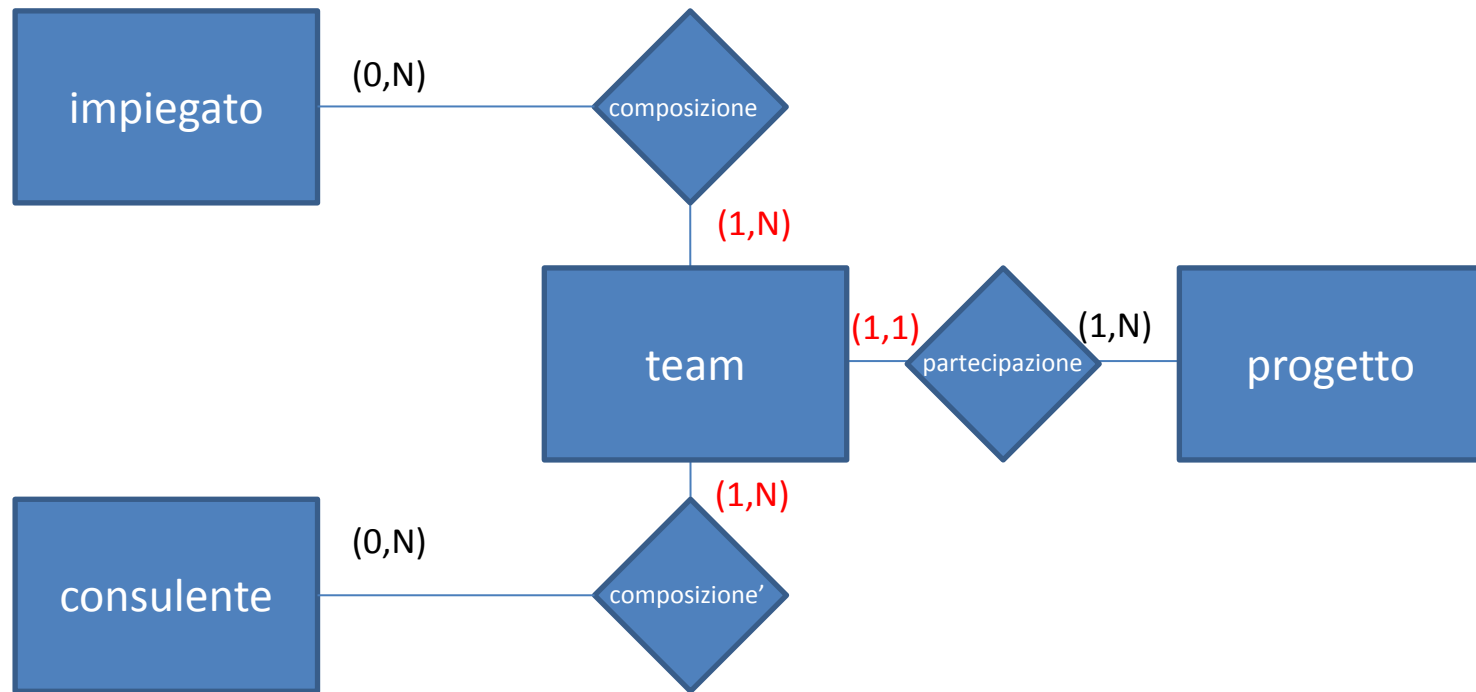 impiegato
(0,N)
composizione
(1,N)
team
(1,1)
partecipazione
(1,N)
progetto
(1,N)
consulente
(0,N)
composizione’